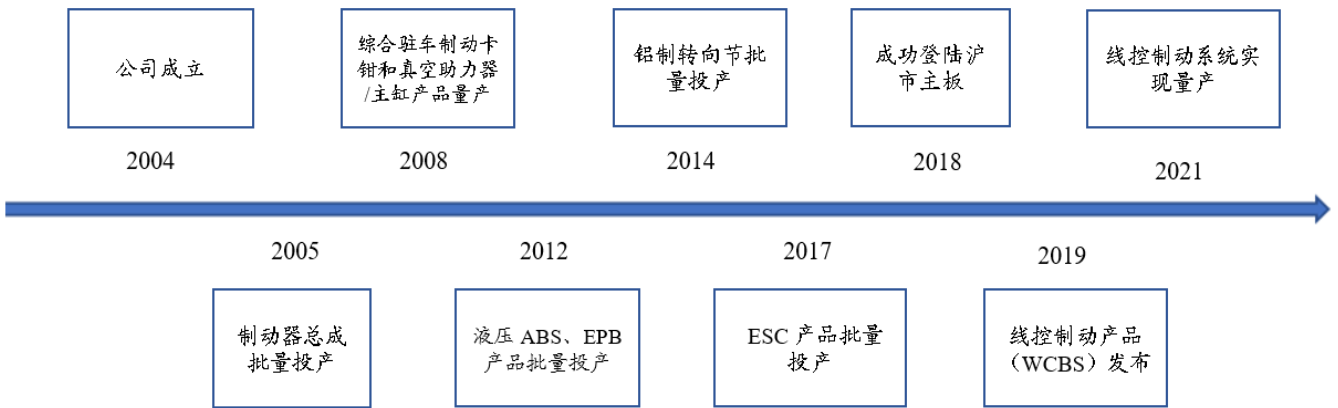 公司成立
综合驻车制动卡
钳和真空助力器
/主缸产品量产
铝制转向节批
量投产
成功登陆沪
市主板
线控制动系统实
现量产
2004
2008
2014
2018
2021
2005
2012
2017
2019
制动器总成
批量投产
液压 ABS、EPB
产品批量投产
ESC 产品批量
投产
线控制动产品
（WCBS）发布